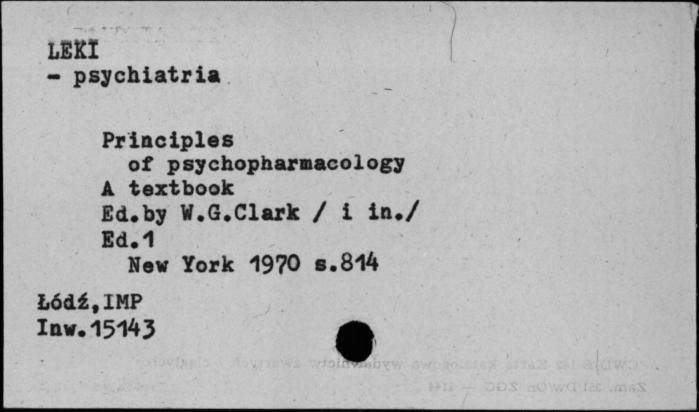 LEKI
- psychiatria
Principles
of psychopharmacology
A textbook
Ed.by W.G.Clark / i in./
Ed.1
New York 1970 s.814
Łódź,IMP
Inw.15143